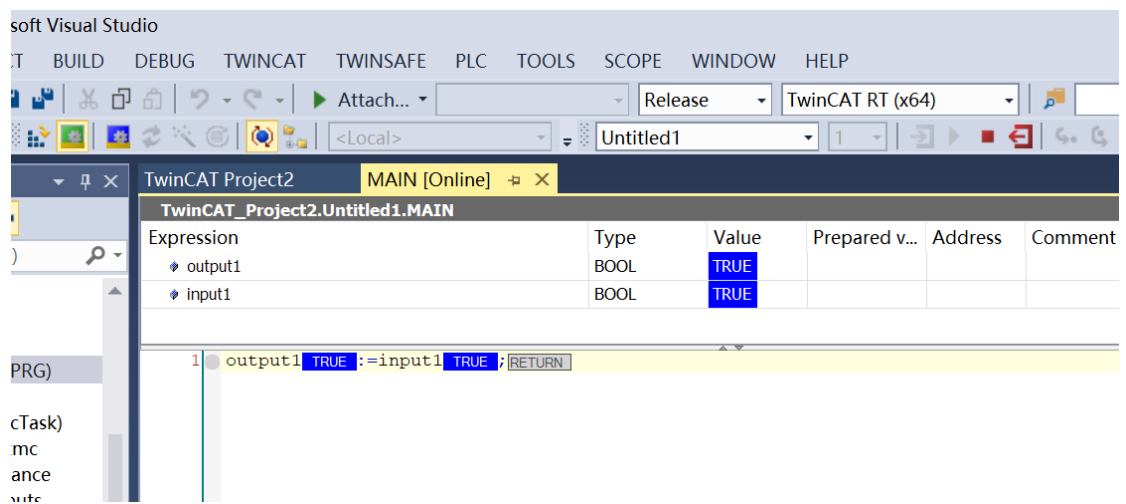 soft Visual Studio
CT BUILD DEBUG TWINCAT TWINSAFE PLC TOOLS SCOPE WINDOW HELP
Attach... Release TwinCAT RT (x64)
<Local> Untitled1 1
TwinCAT Project2 MAIN [Online]
TwinCAT_Project2.Untitled1.MAIN
Expression Type Value Prepared v... Address Comment
)
output1 BOOL TRUE
input1 BOOL TRUE
1 output1 TRUE :=input1 TRUE ; RETURN
PRG)
cTask)
mc
ance
puts